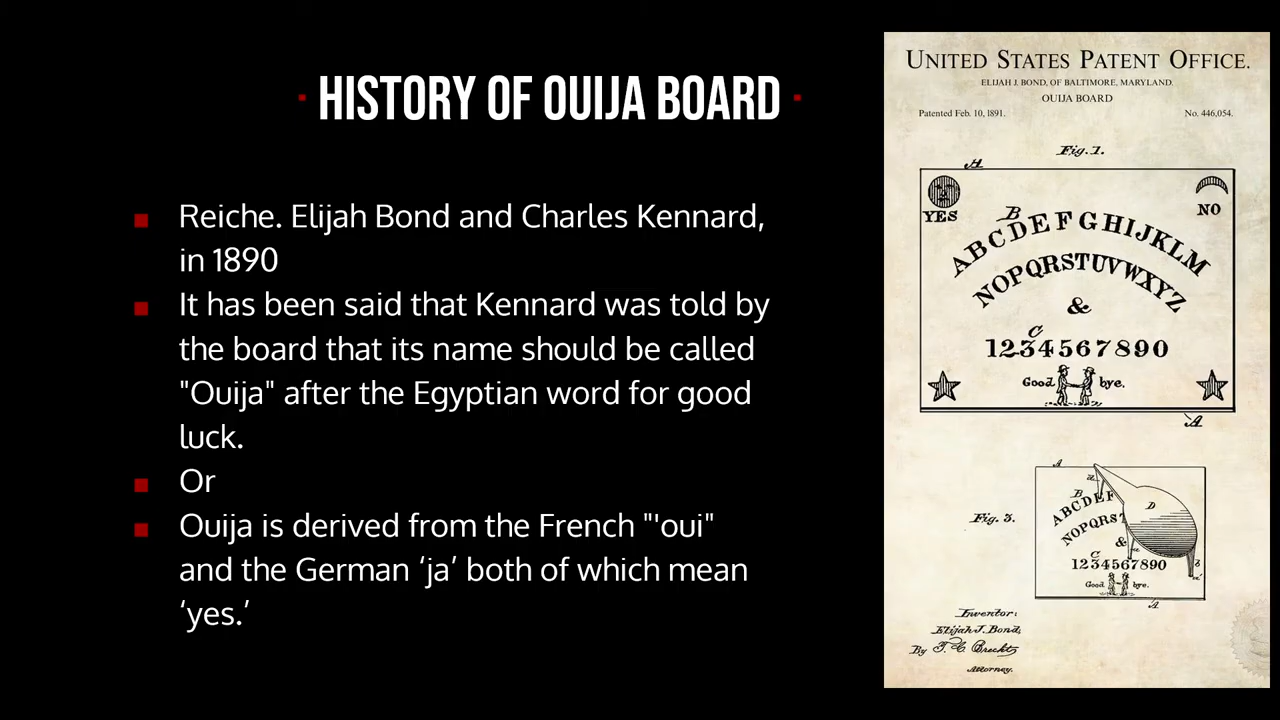 · HISTORY OF OUIJA BOARD ·
Reiche. Elijah Bond and Charles Kennard,
in 1890
It has been said that Kennard was told by
the board that its name should be called
"Ouija" after the Egyptian word for good
luck.
Or
Ouija is derived from the French "'oui"
and the German ‘ja’ both of which mean
‘yes.’
UNITED STATES PATENT OFFICE.
ELIJAH J. BOND, OF BALTIMORE, MARYLAND.
OUIJA BOARD
Patented Feb. 10, 1891. No. 446,054.
Fig. 1.
A
YES NO
B
ABCDEFGHIJKLM
NOPQRSTUVWXYZ
&
C
1234567890
Good bye.
A
Fig. 3.
A
B
D
ABCDEF
NOPQRST
&
C
1234567890
Good bye.
A
Inventor:
Elijah J. Bond,
By
Attorney.